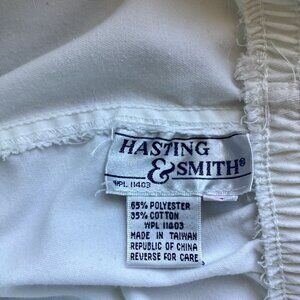 HASTING
&SMITH®
WPL 11403
65% POLYESTER
35% COTTON
WPL 11403
MADE IN TAIWAN
REPUBLIC OF CHINA
REVERSE FOR CARE